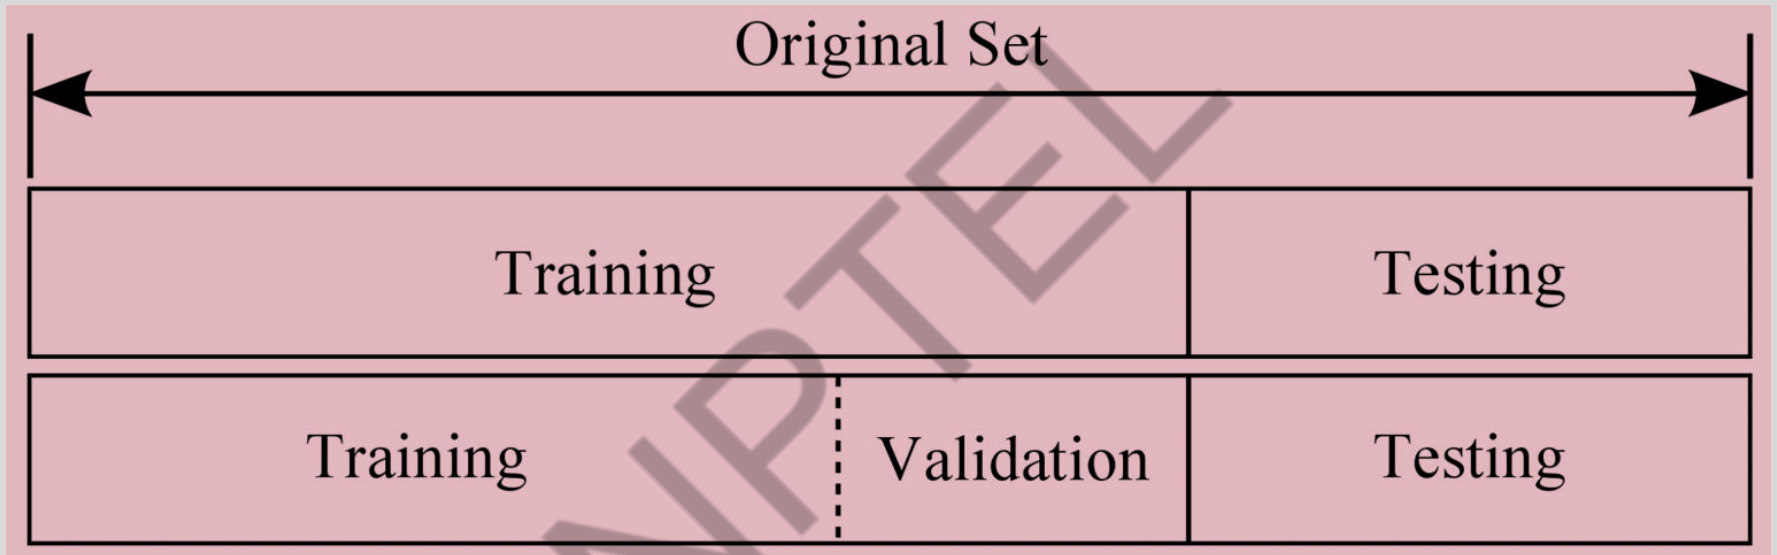 Original Set
Training Testing
Training Validation Testing
NPTEL